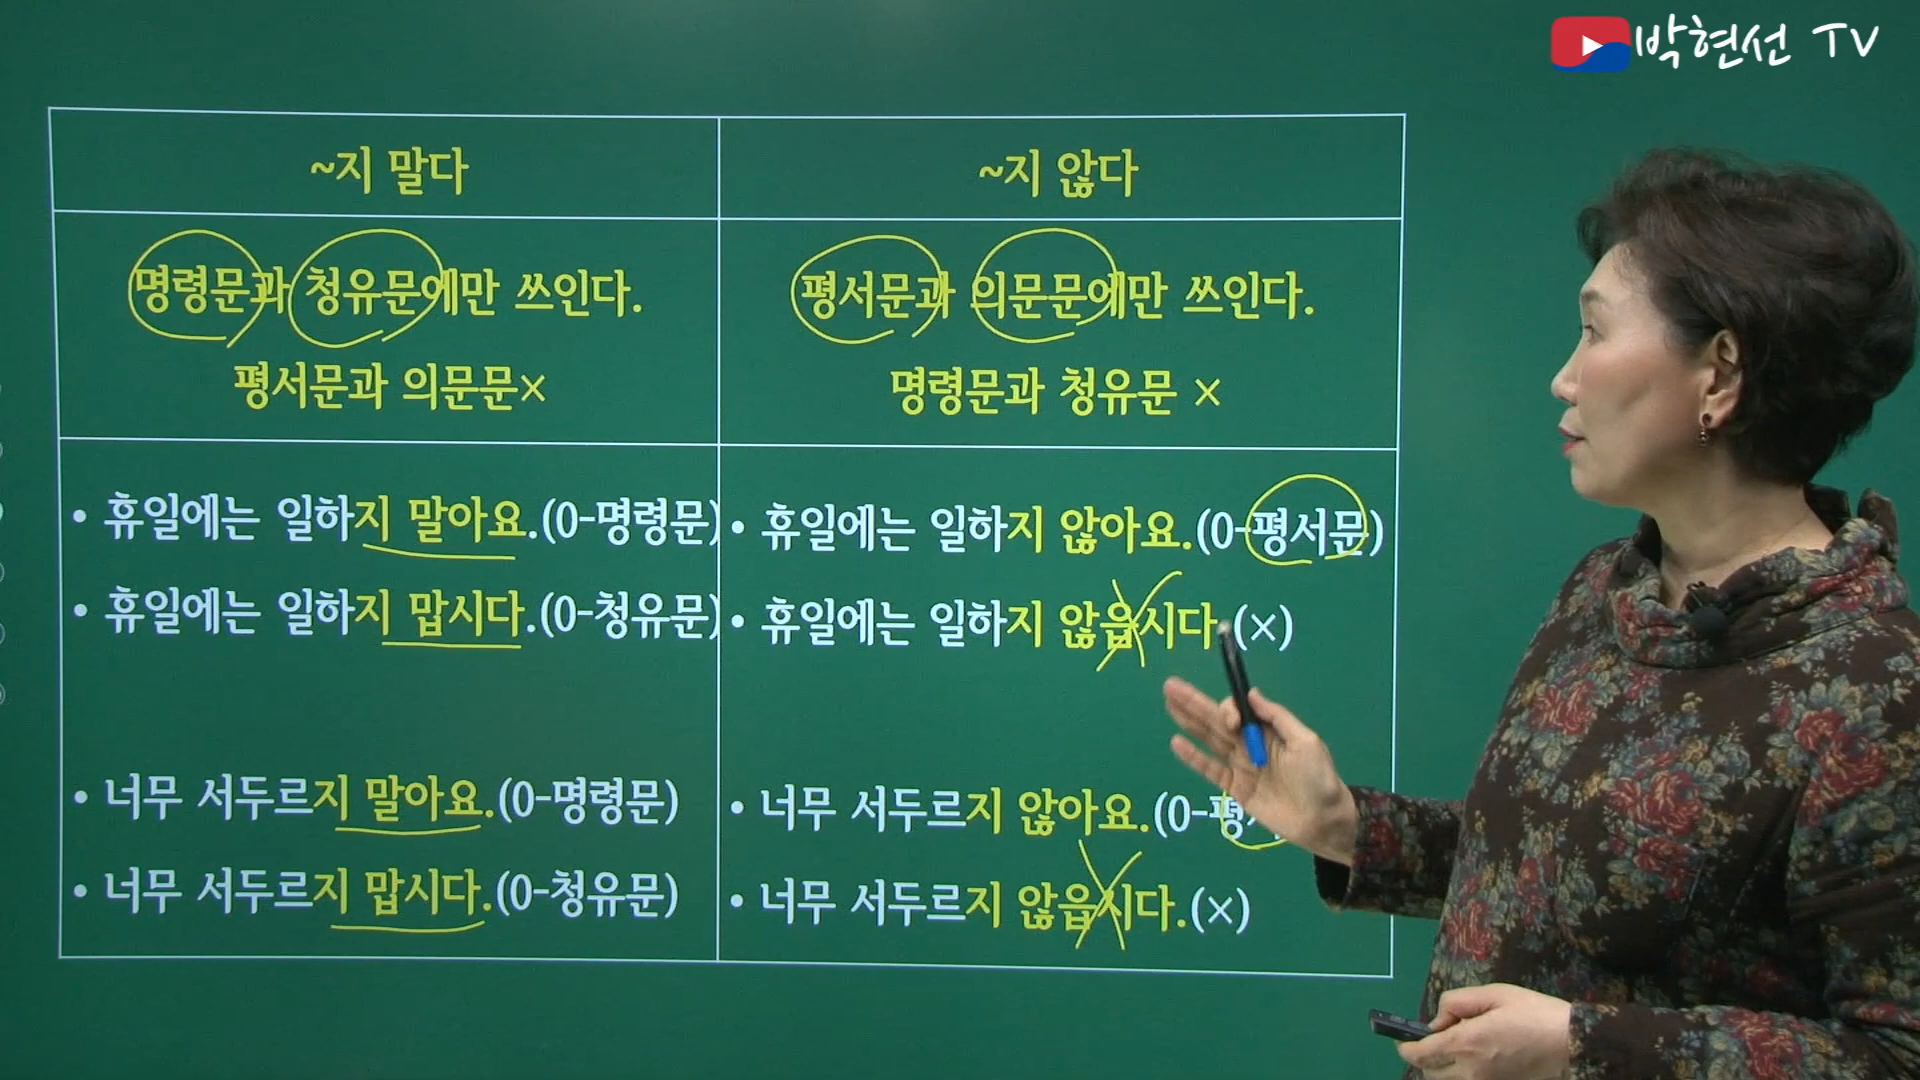 박현선 TV
~지 말다
~지 않다
명령문과 청유문에만 쓰인다.
평서문과 의문문×
평서문과 의문문에만 쓰인다.
명령문과 청유문 ×
• 휴일에는 일하지 말아요.(0-명령문)
• 휴일에는 일하지 맙시다.(0-청유문)
• 너무 서두르지 말아요.(0-명령문)
• 너무 서두르지 맙시다.(0-청유문)
• 휴일에는 일하지 않아요.(0-평서문)
• 휴일에는 일하지 않읍시다.(×)
• 너무 서두르지 않아요.(0-평
• 너무 서두르지 않읍시다.(×)